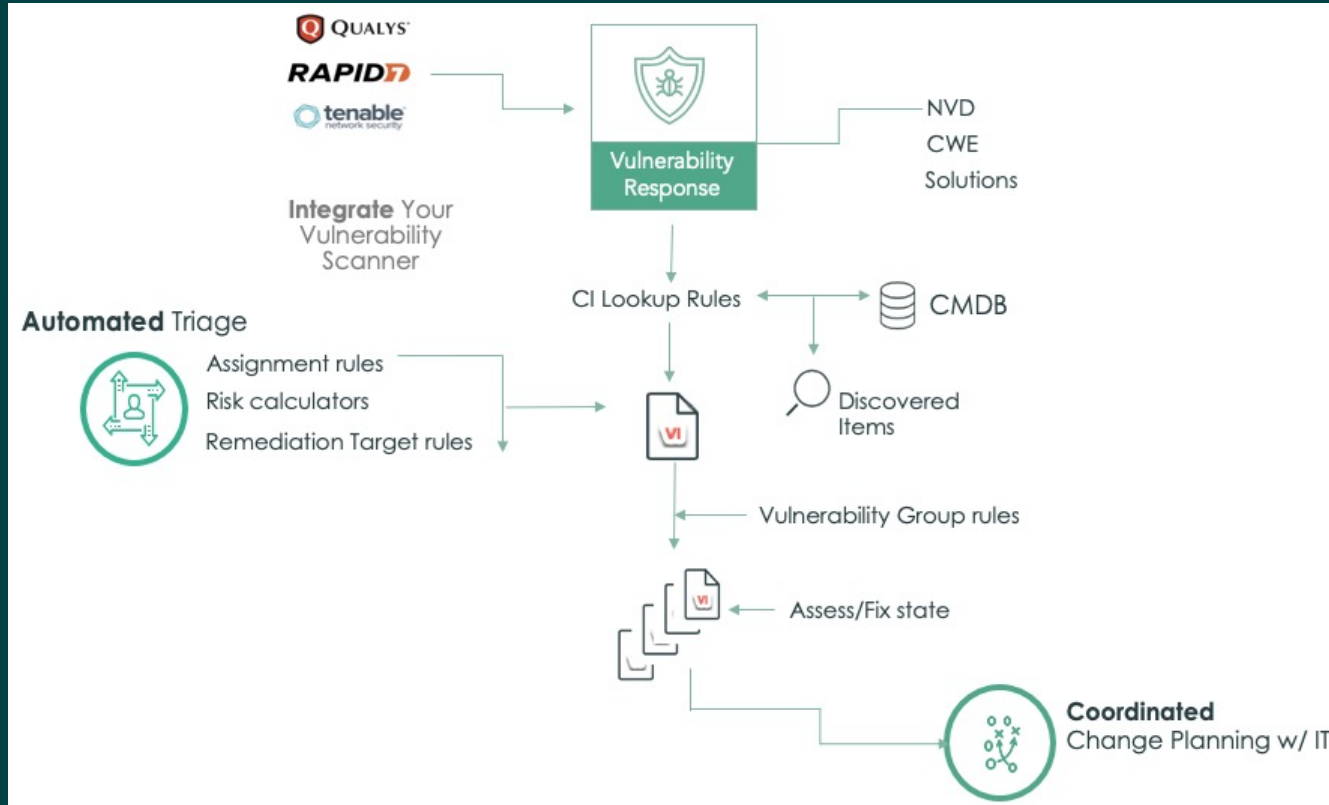 QUALYS
RAPID7
tenable
network security
Integrate Your
Vulnerability
Scanner
Vulnerability
Response
NVD
CWE
Solutions
CI Lookup Rules
CMDB
Discovered
Items
Automated Triage
Assignment rules
Risk calculators
Remediation Target rules
VI
Vulnerability Group rules
VI
Assess/Fix state
Coordinated
Change Planning w/ IT